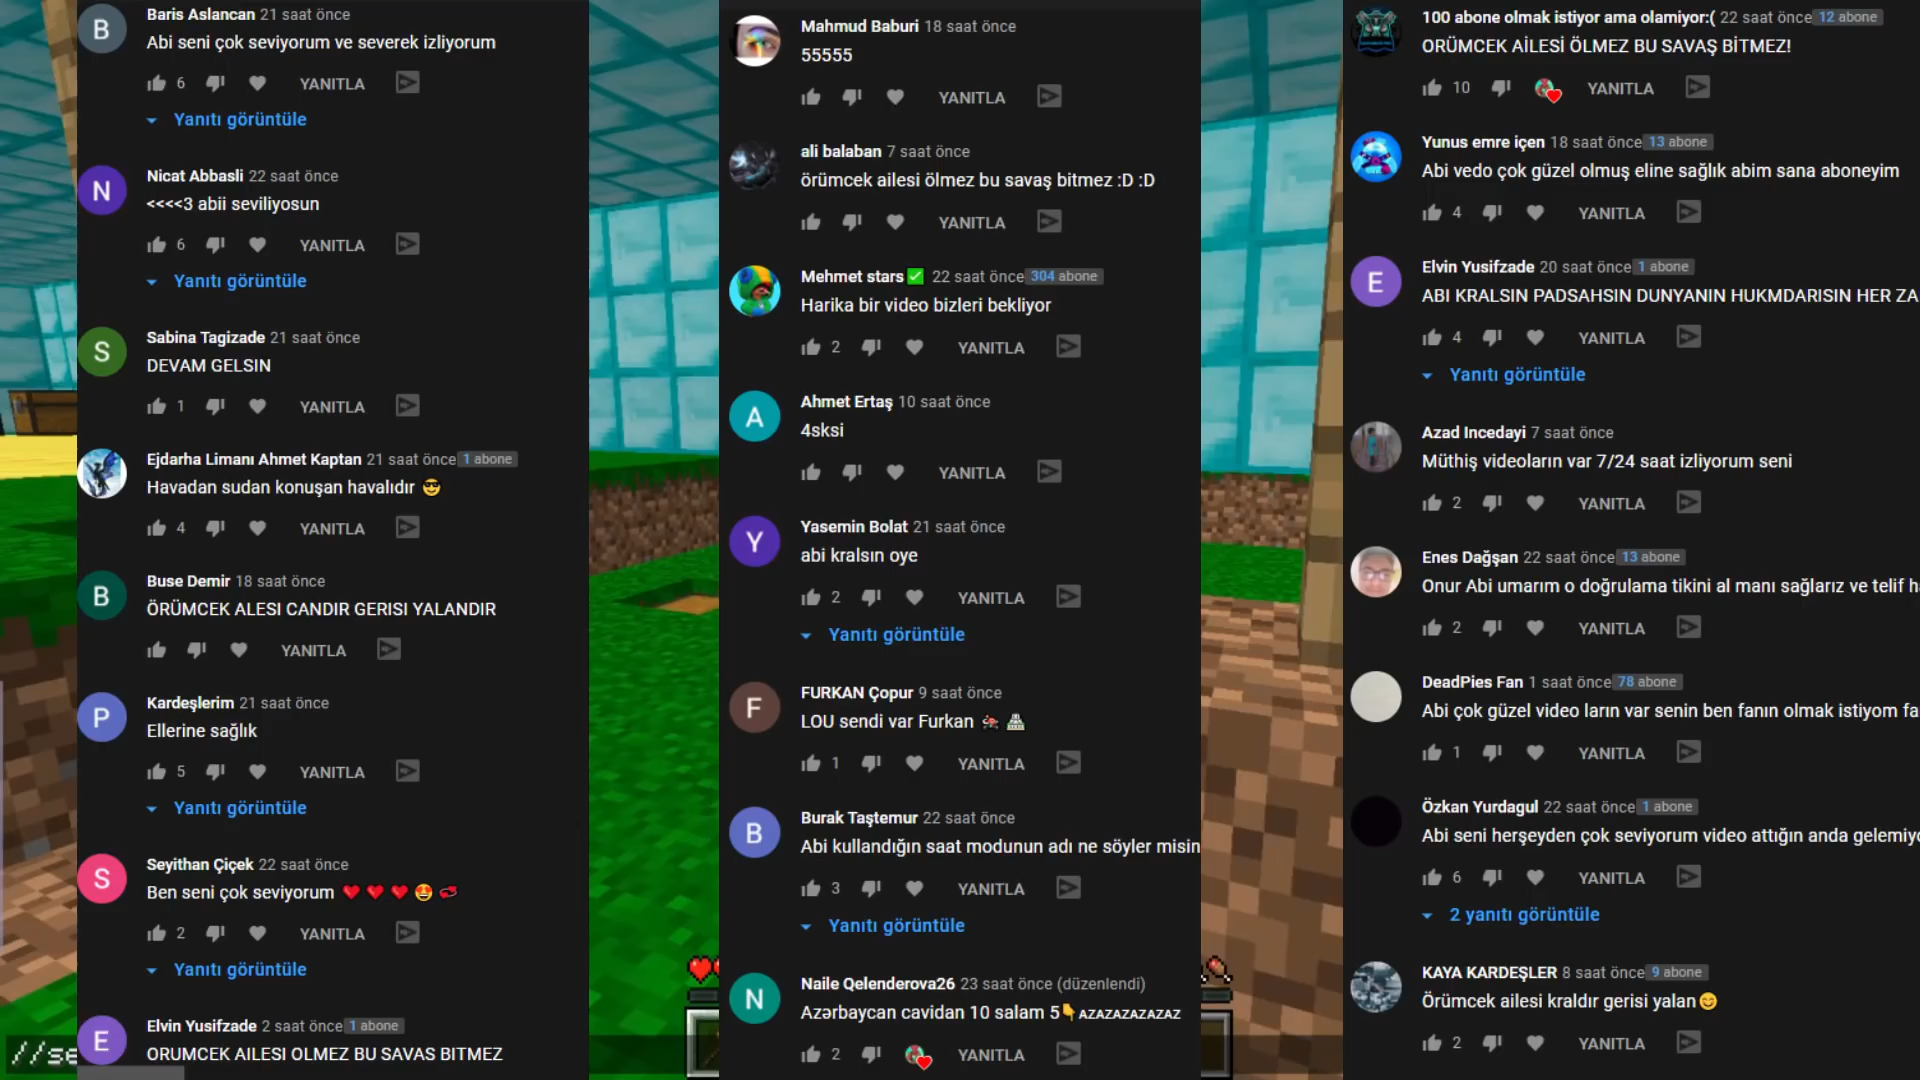 Baris Aslancan 21 saat önce
Abi seni çok seviyorum ve severek izliyorum
6 YANITLA
Yanıtı görüntüle
Nicat Abbasli 22 saat önce
<<<<3 abii seviliyosun
6 YANITLA
Yanıtı görüntüle
Sabina Tagizade 21 saat önce
DEVAM GELSIN
1 YANITLA
Ejdarha Limanı Ahmet Kaptan 21 saat önce 1 abone
Havadan sudan konuşan havalıdır 😎
4 YANITLA
Buse Demir 18 saat önce
ÖRÜMCEK ALESI CANDIR GERISI YALANDIR
YANITLA
Kardeşlerim 21 saat önce
Ellerine sağlık
5 YANITLA
Yanıtı görüntüle
Seyithan Çiçek 22 saat önce
Ben seni çok seviyorum ❤️ ❤️ ❤️ 🤩 💞
2 YANITLA
Yanıtı görüntüle
Elvin Yusifzade 2 saat önce 1 abone
ORUMCEK AILESI OLMEZ BU SAVAS BITMEZ
//se
Mahmud Baburi 18 saat önce
55555
YANITLA
ali balaban 7 saat önce
örümcek ailesi ölmez bu savaş bitmez :D :D
YANITLA
Mehmet stars ✅ 22 saat önce 304 abone
Harika bir video bizleri bekliyor
2 YANITLA
Ahmet Ertaş 10 saat önce
4sksi
YANITLA
Yasemin Bolat 21 saat önce
abi kralsın oye
2 YANITLA
Yanıtı görüntüle
FURKAN Çopur 9 saat önce
LOU sendi var Furkan
1 YANITLA
Burak Taştemur 22 saat önce
Abi kullandığın saat modunun adı ne söyler misin
3 YANITLA
Yanıtı görüntüle
Naile Qelenderova26 23 saat önce (düzenlendi)
Azərbaycan cavidan 10 salam 5👇ᴀᴢᴀᴢᴀᴢᴀᴢᴀᴢᴀᴢ
2 YANITLA
100 abone olmak istiyor ama olamiyor:( 22 saat önce 12 abone
ORÜMCEK AİLESİ ÖLMEZ BU SAVAŞ BİTMEZ!
10 YANITLA
Yunus emre içen 18 saat önce 13 abone
Abi vedo çok güzel olmuş eline sağlık abim sana aboneyim
4 YANITLA
Elvin Yusifzade 20 saat önce 1 abone
ABI KRALSIN PADSAHSIN DUNYANIN HUKMDARISIN HER ZA
4 YANITLA
Yanıtı görüntüle
Azad Incedayi 7 saat önce
Müthiş videoların var 7/24 saat izliyorum seni
2 YANITLA
Enes Dağşan 22 saat önce 13 abone
Onur Abi umarım o doğrulama tikini al manı sağlarız ve telif ha
2 YANITLA
DeadPies Fan 1 saat önce 78 abone
Abi çok güzel video ların var senin ben fanın olmak istiyom fa
1 YANITLA
Özkan Yurdagul 22 saat önce 1 abone
Abi seni herşeyden çok seviyorum video attığın anda gelemiyo
6 YANITLA
2 yanıtı görüntüle
KAYA KARDEŞLER 8 saat önce 9 abone
Örümcek ailesi kraldır gerisi yalan😊
2 YANITLA